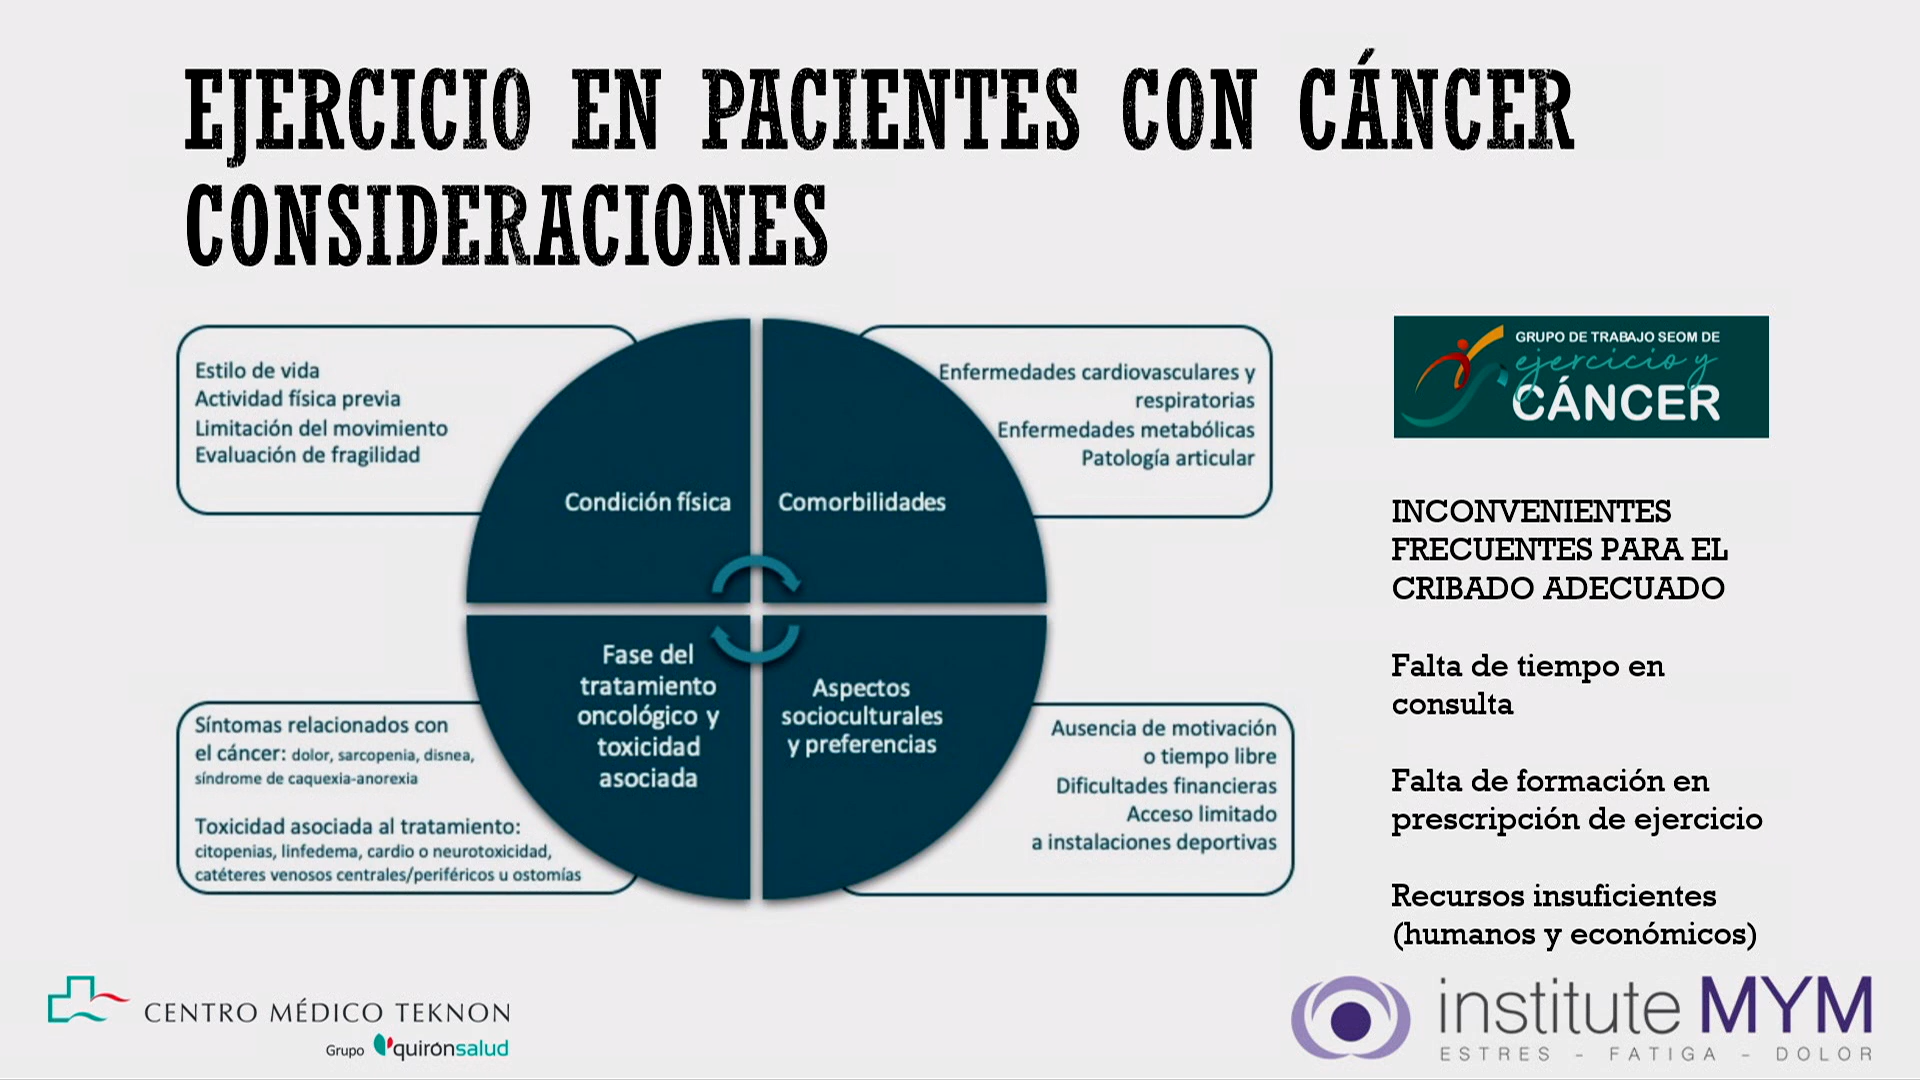 EJERCICIO EN PACIENTES CON CÁNCER
CONSIDERACIONES
Estilo de vida
Actividad física previa
Limitación del movimiento
Evaluación de fragilidad
Condición física
Comorbilidades
Enfermedades cardiovasculares y
respiratorias
Enfermedades metabólicas
Patología articular
Síntomas relacionados con
el cáncer: dolor, sarcopenia, disnea,
síndrome de caquexia-anorexia
Toxicidad asociada al tratamiento:
citopenias, linfedema, cardio o neurotoxicidad,
catéteres venosos centrales/periféricos u ostomías
Fase del
tratamiento
oncológico y
toxicidad
asociada
Aspectos
socioculturales
y preferencias
Ausencia de motivación
o tiempo libre
Dificultades financieras
Acceso limitado
a instalaciones deportivas
GRUPO DE TRABAJO SEOM DE
ejercicio y
CÁNCER
INCONVENIENTES
FRECUENTES PARA EL
CRIBADO ADECUADO
Falta de tiempo en
consulta
Falta de formación en
prescripción de ejercicio
Recursos insuficientes
(humanos y económicos)
CENTRO MÉDICO TEKNON
Grupo quirónsalud
institute MYM
ESTRES - FATIGA - DOLOR